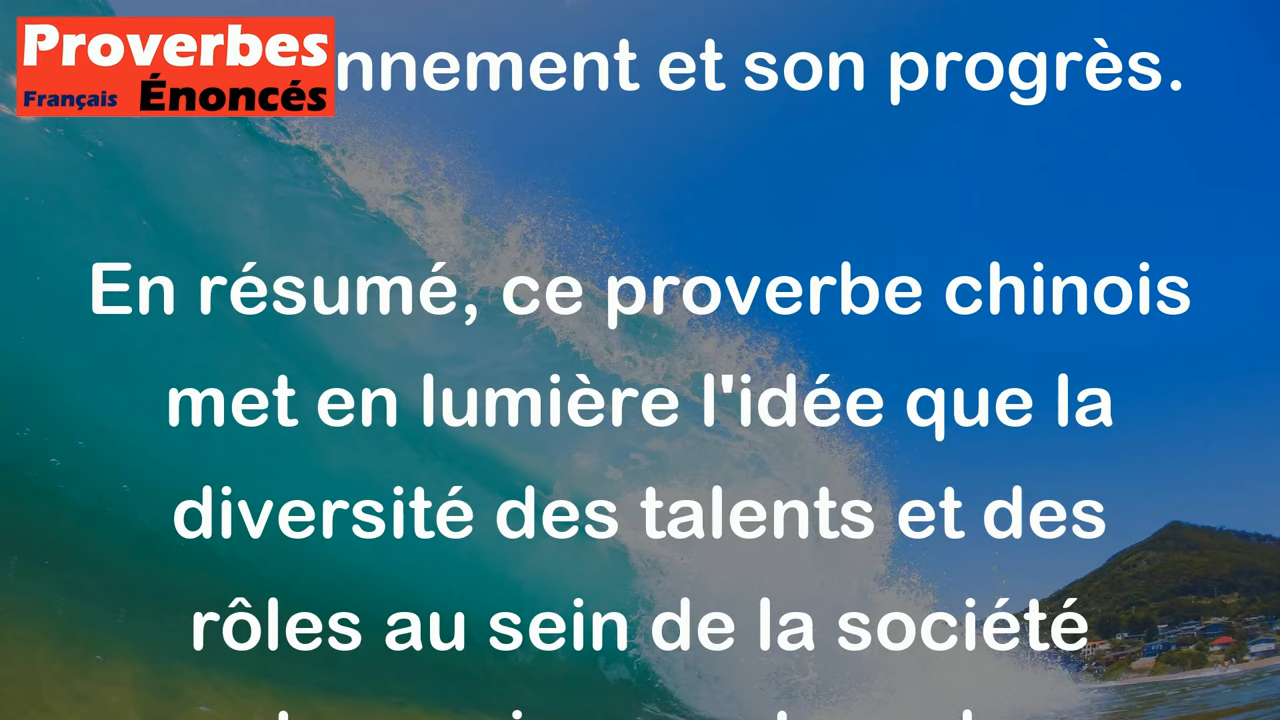 Proverbes
Français Énoncés
nnement et son progrès.
En résumé, ce proverbe chinois
met en lumière l'idée que la
diversité des talents et des
rôles au sein de la société